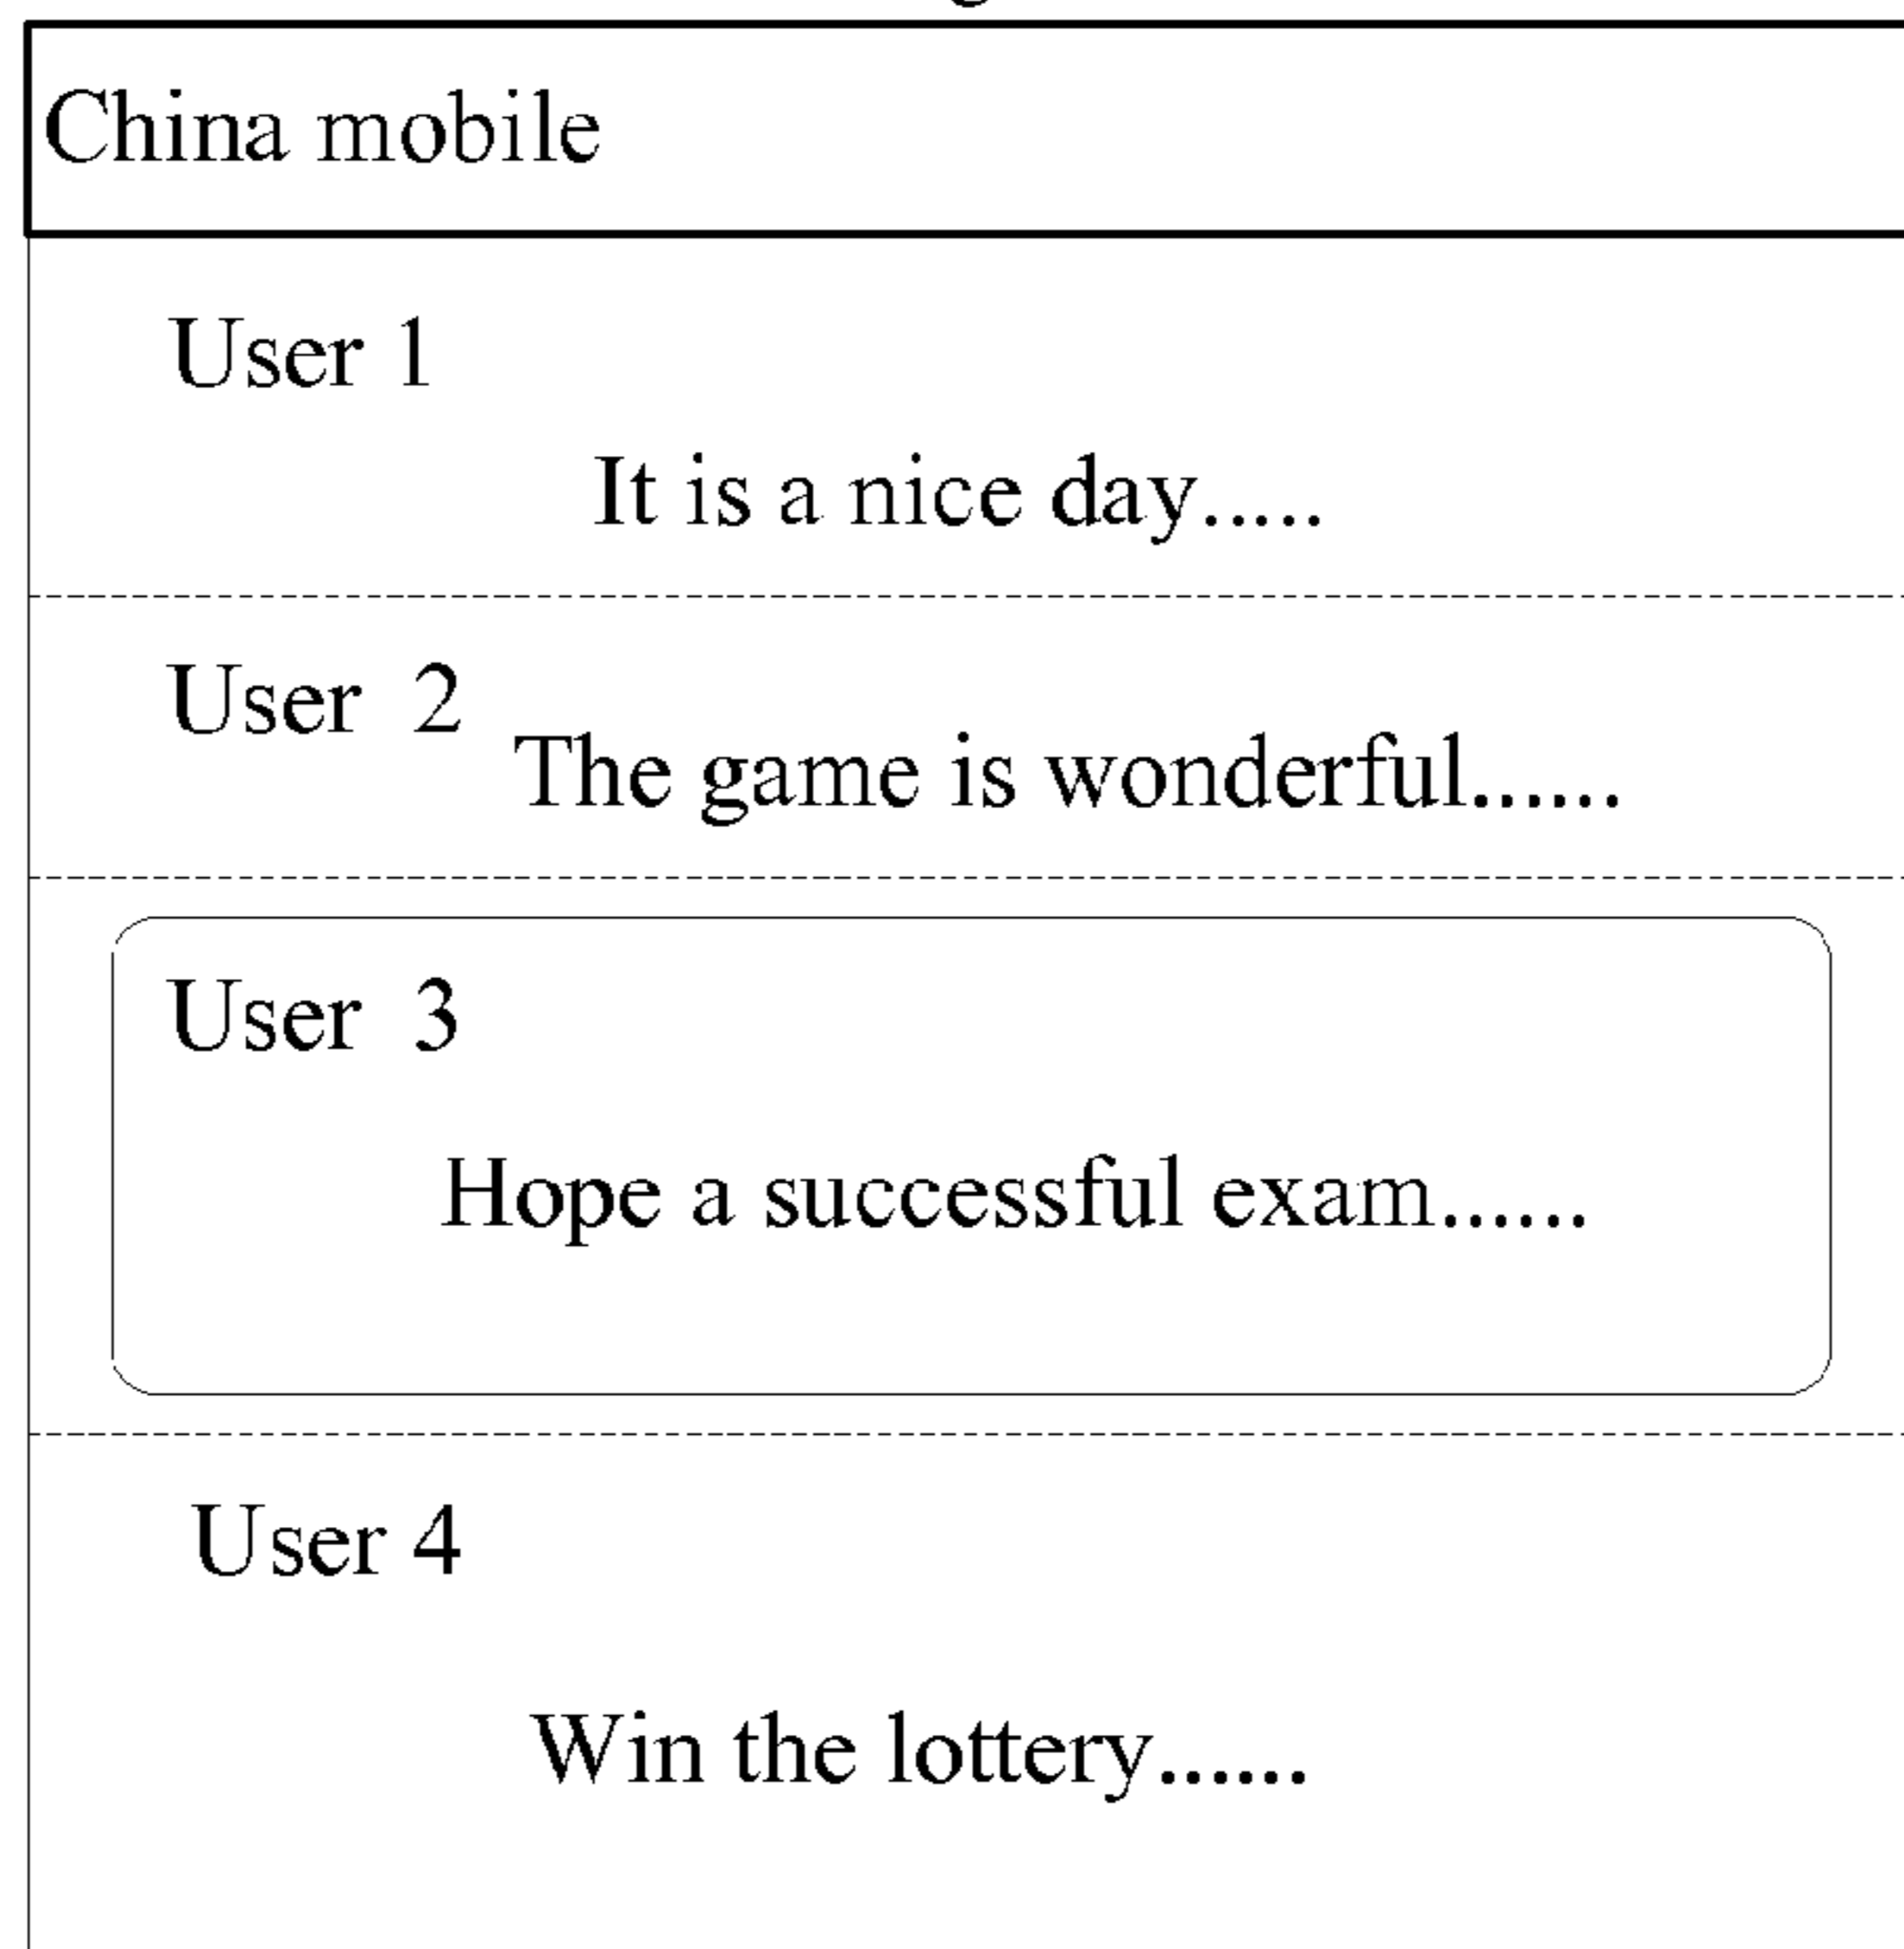 China mobile
User 1
It is a nice day.....
User 2
The game is wonderful......
User 3
Hope a successful exam......
User 4
Win the lottery......